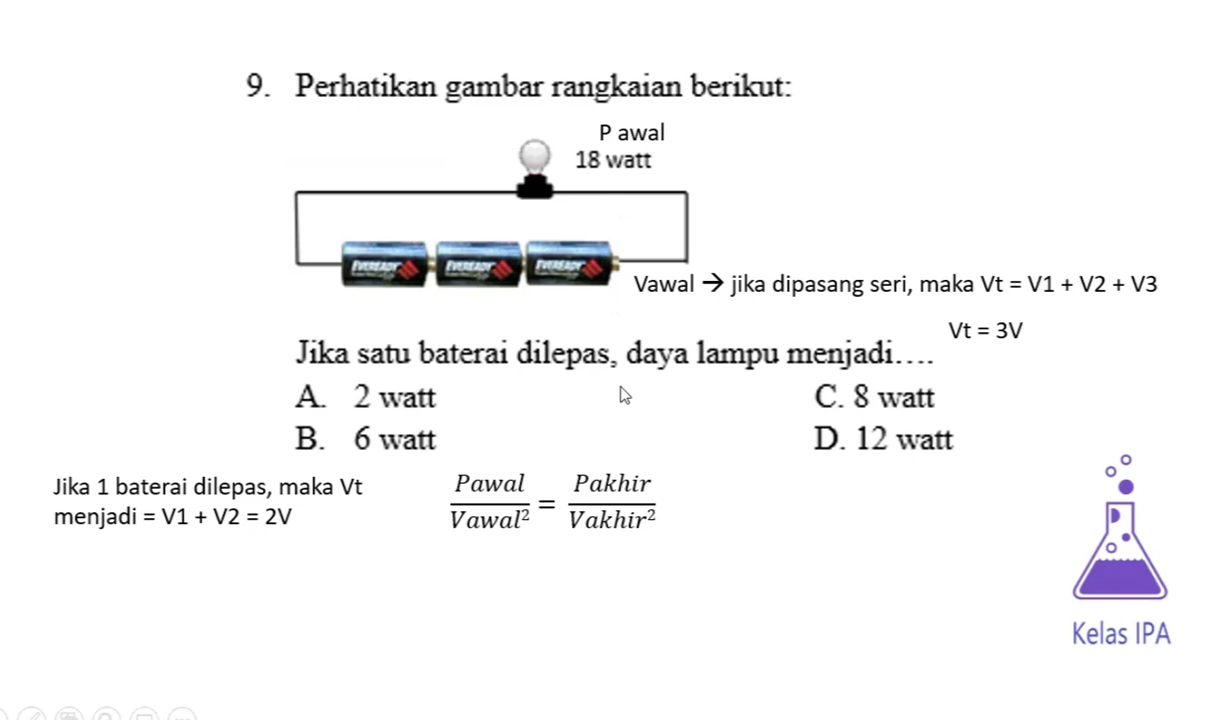 9. Perhatikan gambar rangkaian berikut:
P awal
18 watt
EVEREADY EVEREADY EVEREADY
Vawal → jika dipasang seri, maka Vt = V1 + V2 + V3
Vt = 3V
Jika satu baterai dilepas, daya lampu menjadi….
A. 2 watt
C. 8 watt
B. 6 watt
D. 12 watt
Jika 1 baterai dilepas, maka Vt
menjadi = V1 + V2 = 2V
Pawal/Vawal² = Pakhir/Vakhir²
Kelas IPA